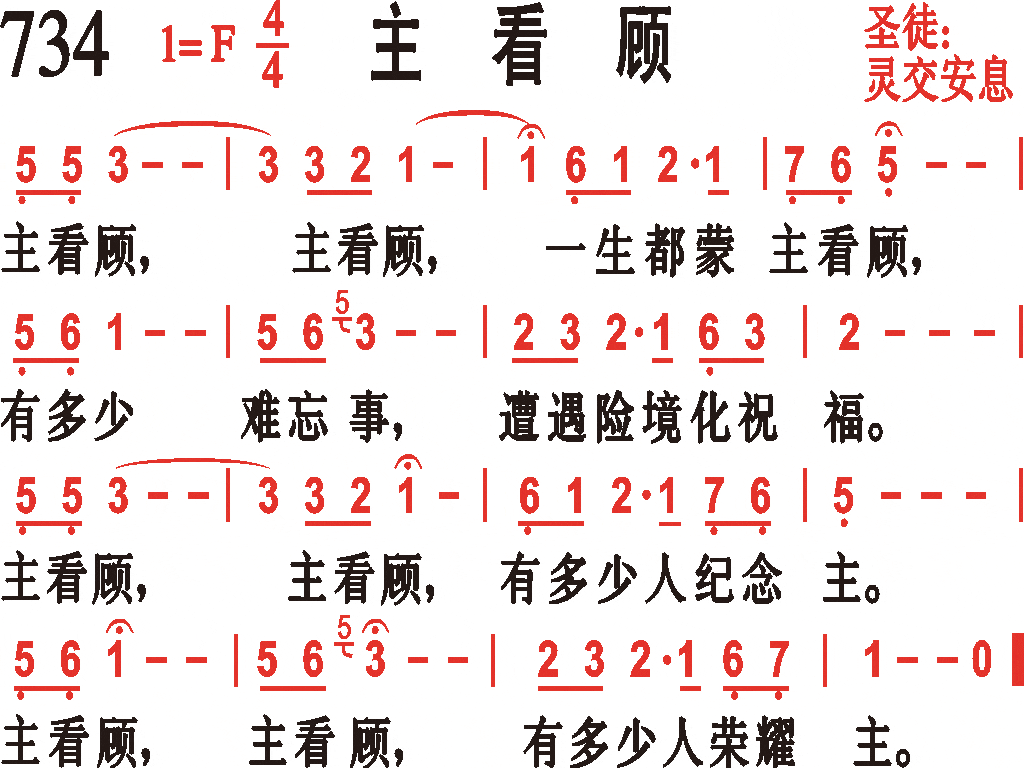 734 1=F 4/4 主看顾 圣徒:
灵交安息
5 5 3 - - | 3 3 2 1 - | 1 6 1 2 · 1 | 7 6 5 - - |
主看顾, 主看顾, 一生都蒙 主看顾,
5 6 1 - - | 5 6 5 3 - - | 2 3 2 · 1 6 3 | 2 - - - |
有多少 难忘 事, 遭遇险境化祝 福。
5 5 3 - - | 3 3 2 1 - | 6 1 2 · 1 7 6 | 5 - - - |
主看顾, 主看顾, 有多少人纪念 主。
5 6 1 - - | 5 6 5 3 - - | 2 3 2 · 1 6 7 | 1 - - 0
主看顾, 主看 顾, 有多少人荣耀 主。